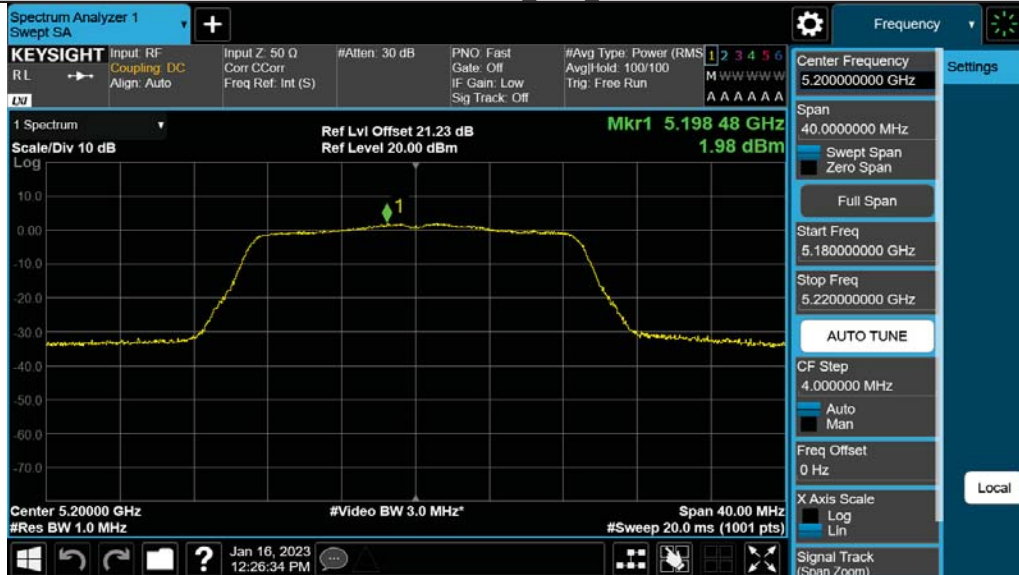 Spectrum Analyzer 1
Swept SA
+
Frequency
KEYSIGHT
RL
LXI
Input: RF
Coupling: DC
Align: Auto
Input Z: 50 Ω
Corr CCorr
Freq Ref: Int (S)
#Atten: 30 dB
PNO: Fast
Gate: Off
IF Gain: Low
Sig Track: Off
#Avg Type: Power (RMS
Avg|Hold: 100/100
Trig: Free Run
1 2 3 4 5 6
M W W W W W
A A A A A A
1 Spectrum
Scale/Div 10 dB
Log
Ref Lvl Offset 21.23 dB
Ref Level 20.00 dBm
Mkr1 5.198 48 GHz
1.98 dBm
10.0
0.00
-10.0
-20.0
-30.0
-40.0
-50.0
-60.0
-70.0
1
Center 5.20000 GHz
#Res BW 1.0 MHz
#Video BW 3.0 MHz*
Span 40.00 MHz
#Sweep 20.0 ms (1001 pts)
Center Frequency
5.200000000 GHz
Span
40.0000000 MHz
Swept Span
Zero Span
Full Span
Start Freq
5.180000000 GHz
Stop Freq
5.220000000 GHz
AUTO TUNE
CF Step
4.000000 MHz
Auto
Man
Freq Offset
0 Hz
X Axis Scale
Log
Lin
Signal Track
(Span Zoom)
Settings
Local
?
Jan 16, 2023
12:26:34 PM